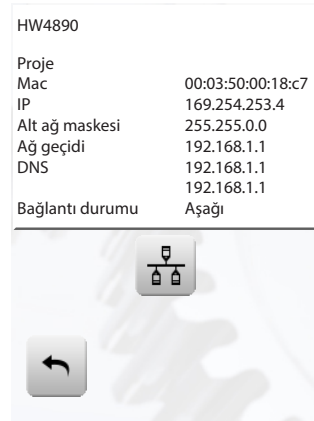 HW4890
Proje
Mac 00:03:50:00:18:c7
IP 169.254.253.4
Alt ağ maskesi 255.255.0.0
Ağ geçidi 192.168.1.1
DNS 192.168.1.1
192.168.1.1
Bağlantı durumu Aşağı